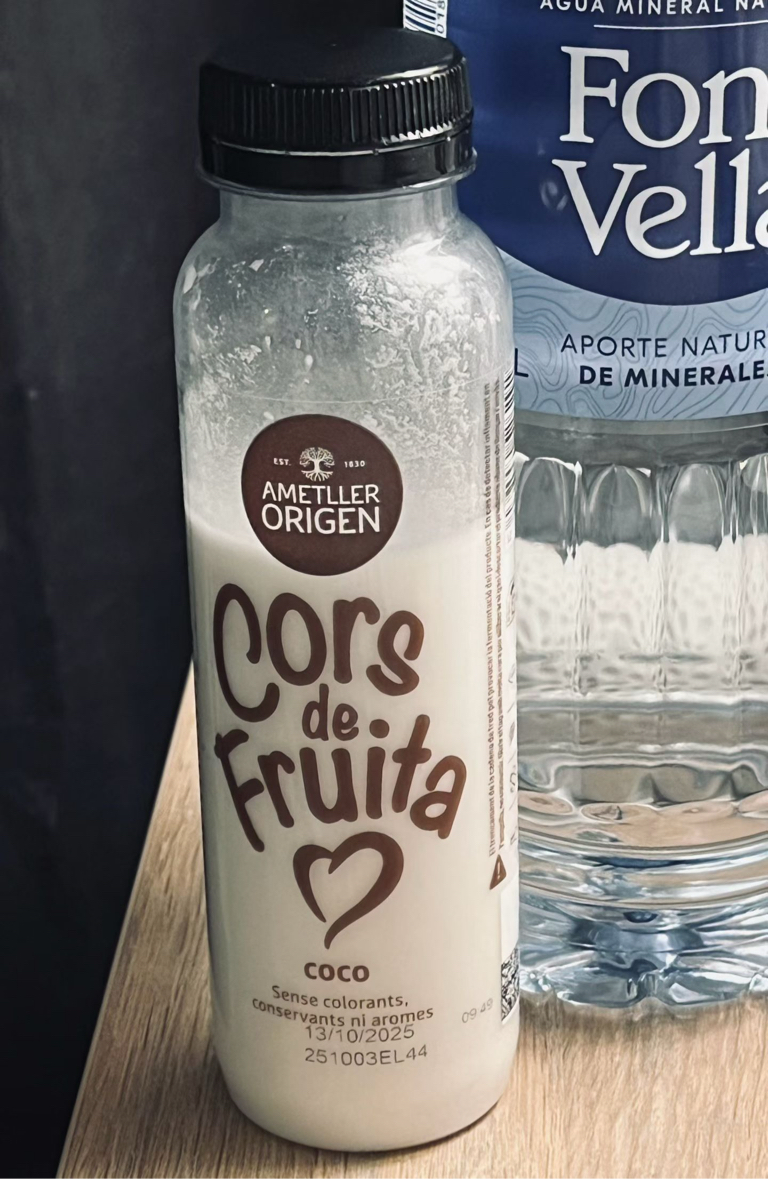 AGUA MINERAL NA
Fon
Vella
APORTE NATUR
DE MINERALE
L
EST. 1830
AMETLLER
ORIGEN
Cors
de
Fruita
coco
Sense colorants,
conservants ni aromes
13/10/2025
251003EL44
09:49